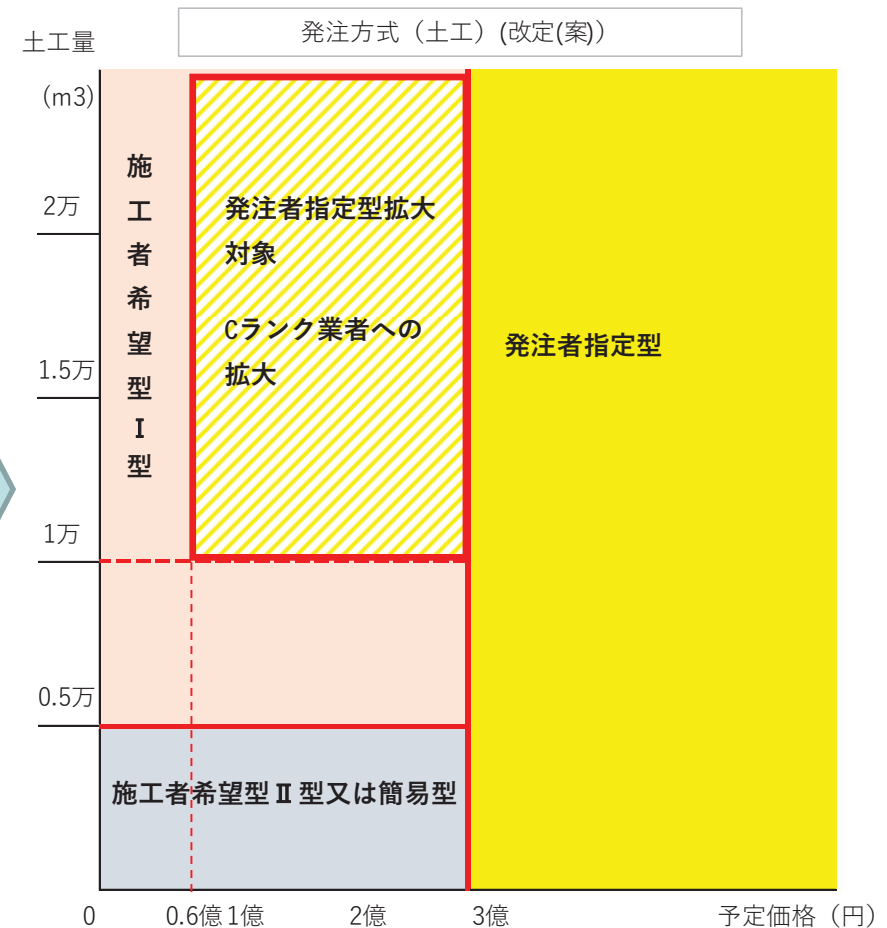 発注方式（土工）(改定(案)）
土工量
（m3)
2万
1.5万
1万
0.5万
施工者希望型Ⅰ型
発注者指定型拡大
対象
Cランク業者への
拡大
発注者指定型
施工者希望型Ⅱ型又は簡易型
0 0.6億 1億 2億 3億 予定価格（円）